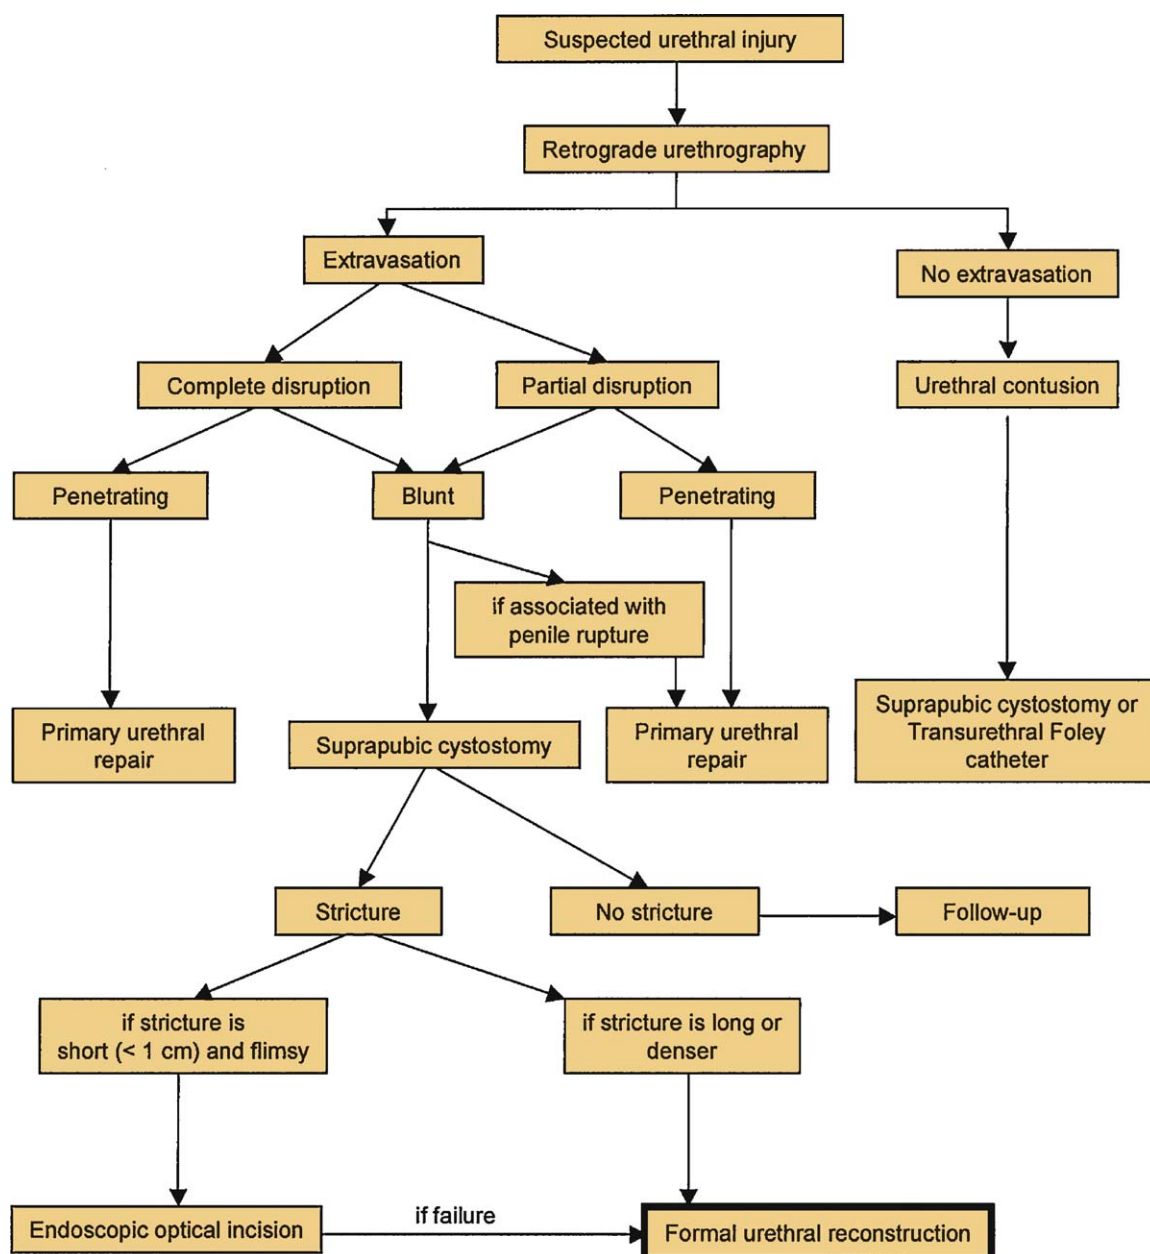 Suspected urethral injury
Retrograde urethrography
Extravasation
No extravasation
Complete disruption
Partial disruption
Urethral contusion
Penetrating
Blunt
Penetrating
if associated with
penile rupture
Primary urethral
repair
Suprapubic cystostomy
Primary urethral
repair
Suprapubic cystostomy or
Transurethral Foley
catheter
Stricture
No stricture
Follow-up
if stricture is
short (< 1 cm) and flimsy
if stricture is long or
denser
Endoscopic optical incision
if failure
Formal urethral reconstruction